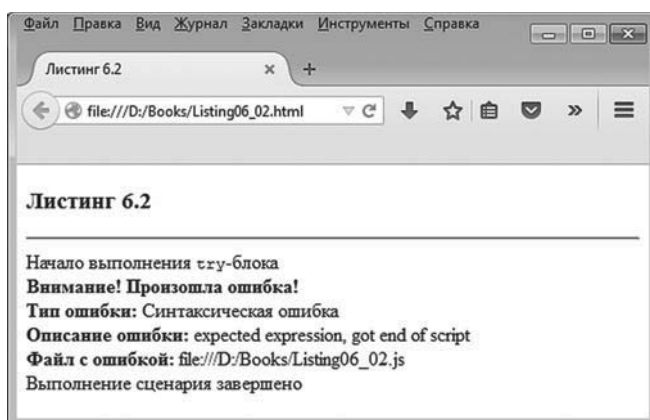 Файл Правка Вид Журнал Закладки Инструменты Справка
Листинг 6.2
file:///D:/Books/Listing06_02.html
Листинг 6.2
Начало выполнения try-блока
Внимание! Произошла ошибка!
Тип ошибки: Синтаксическая ошибка
Описание ошибки: expected expression, got end of script
Файл с ошибкой: file:///D:/Books/Listing06_02.js
Выполнение сценария завершено